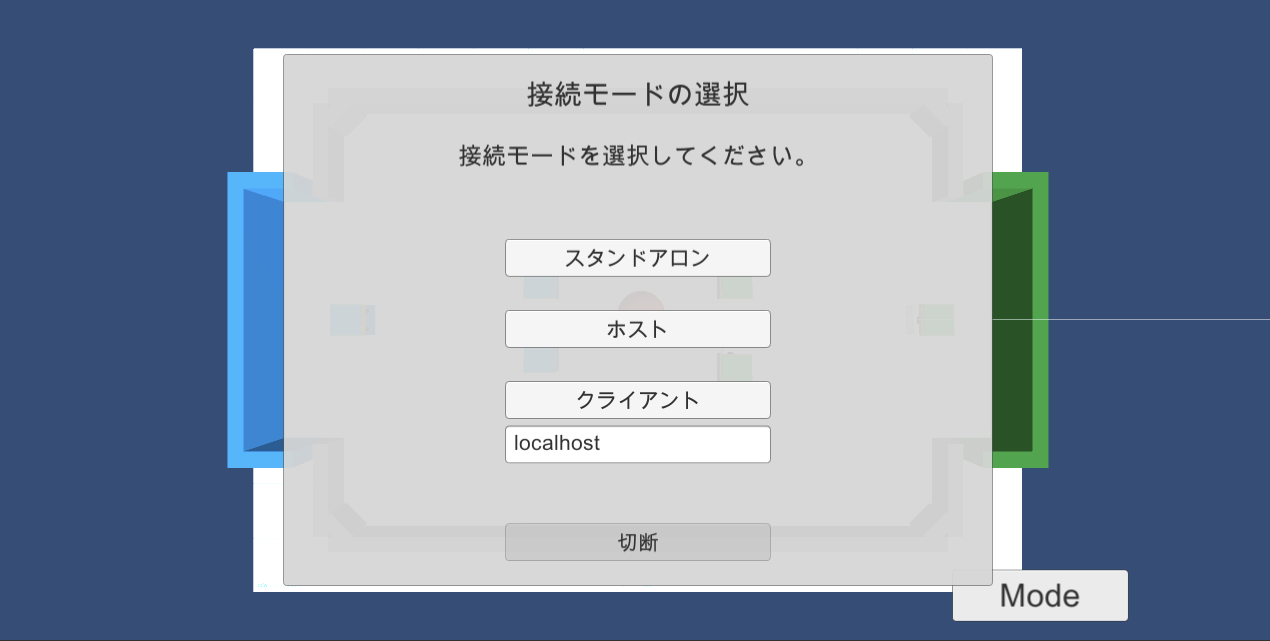 接続モードの選択
接続モードを選択してください。
スタンドアロン
ホスト
クライアント
localhost
切断
Mode